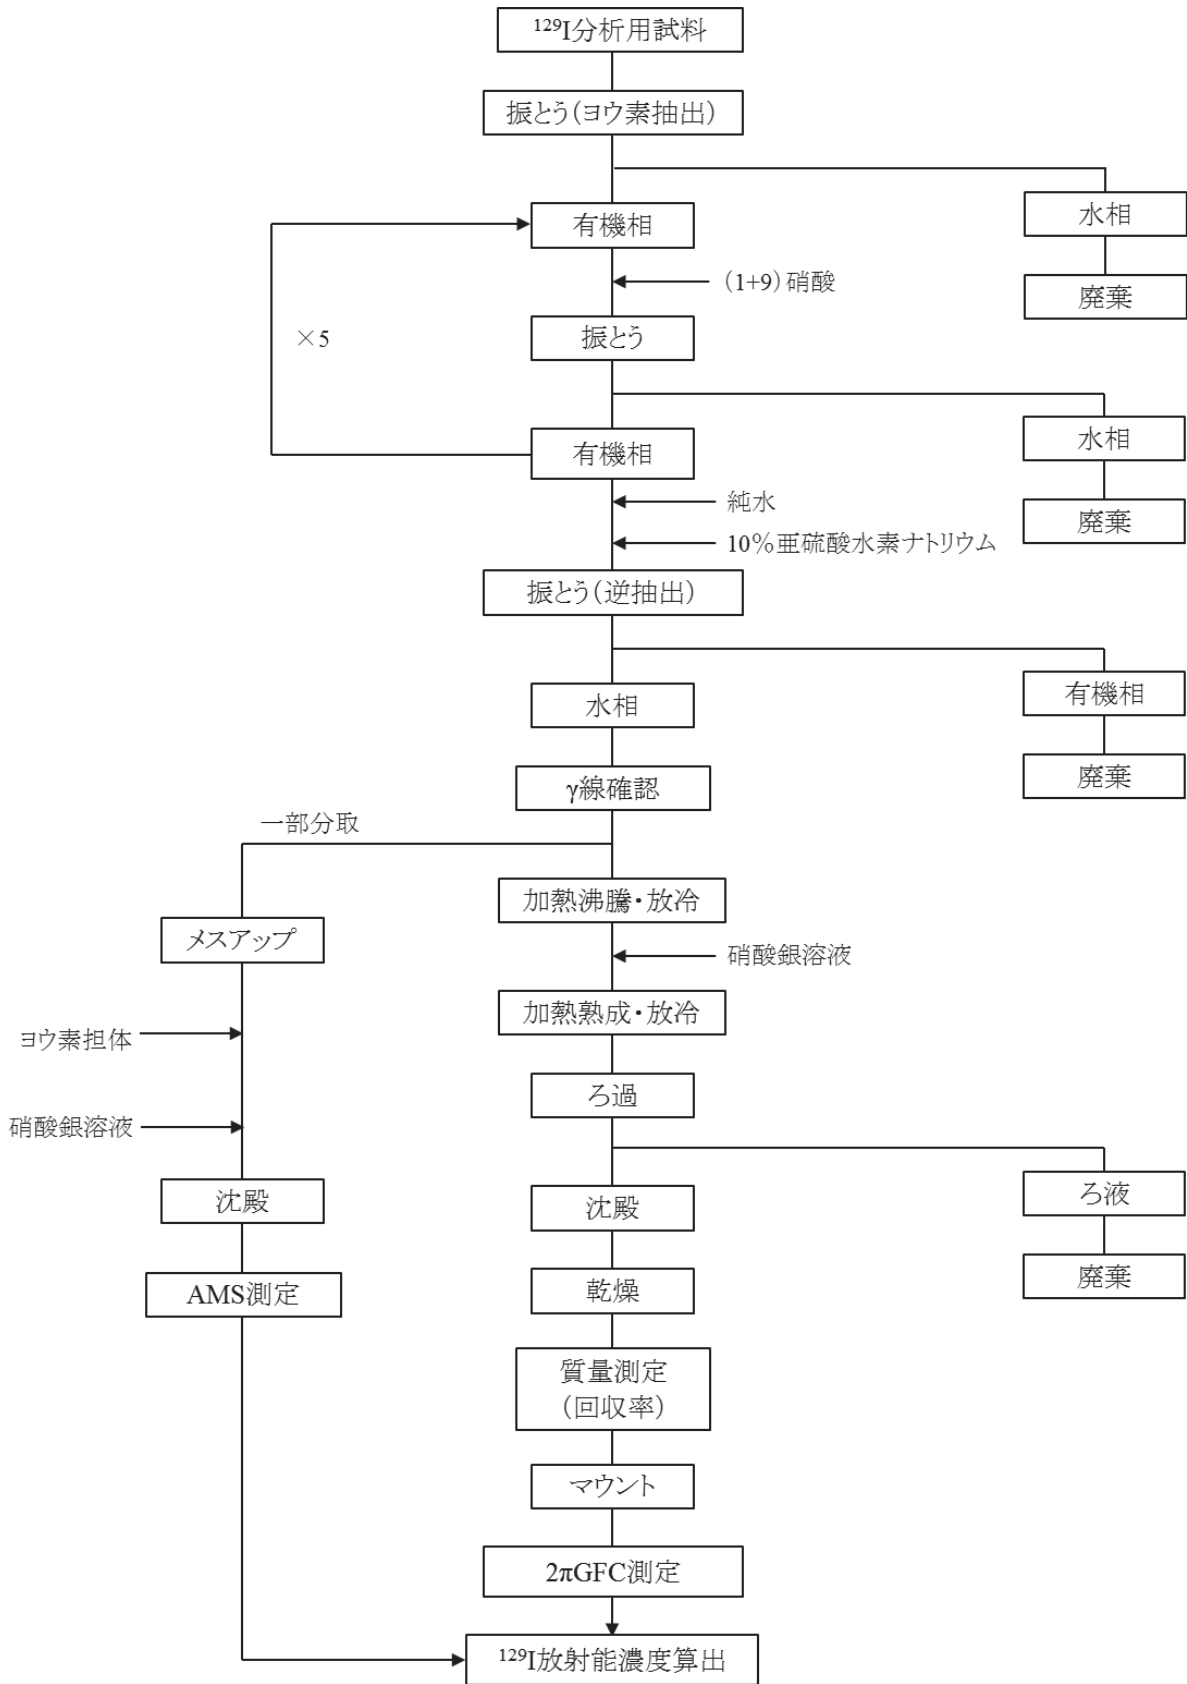 ¹²⁹I分析用試料
振とう（ヨウ素抽出）
有機相
水相
（1+9）硝酸
廃棄
振とう
×5
有機相
水相
純水
廃棄
10％亜硫酸水素ナトリウム
振とう（逆抽出）
水相
有機相
γ線確認
廃棄
一部分取
加熱沸騰・放冷
メスアップ
硝酸銀溶液
加熱熟成・放冷
ヨウ素担体
ろ過
硝酸銀溶液
沈殿
沈殿
ろ液
AMS測定
乾燥
廃棄
質量測定
（回収率）
マウント
2πGFC測定
¹²⁹I放射能濃度算出